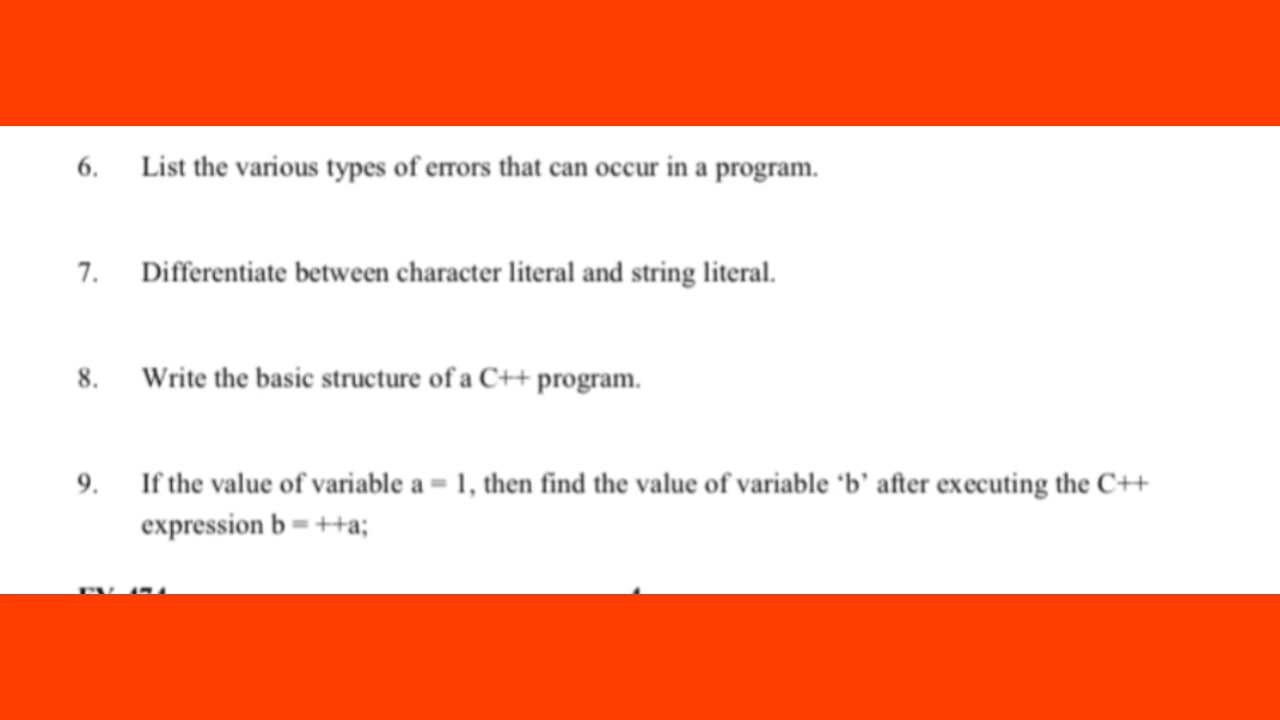 6. List the various types of errors that can occur in a program.
7. Differentiate between character literal and string literal.
8. Write the basic structure of a C++ program.
9. If the value of variable a = 1, then find the value of variable ‘b’ after executing the C++
expression b = ++a;